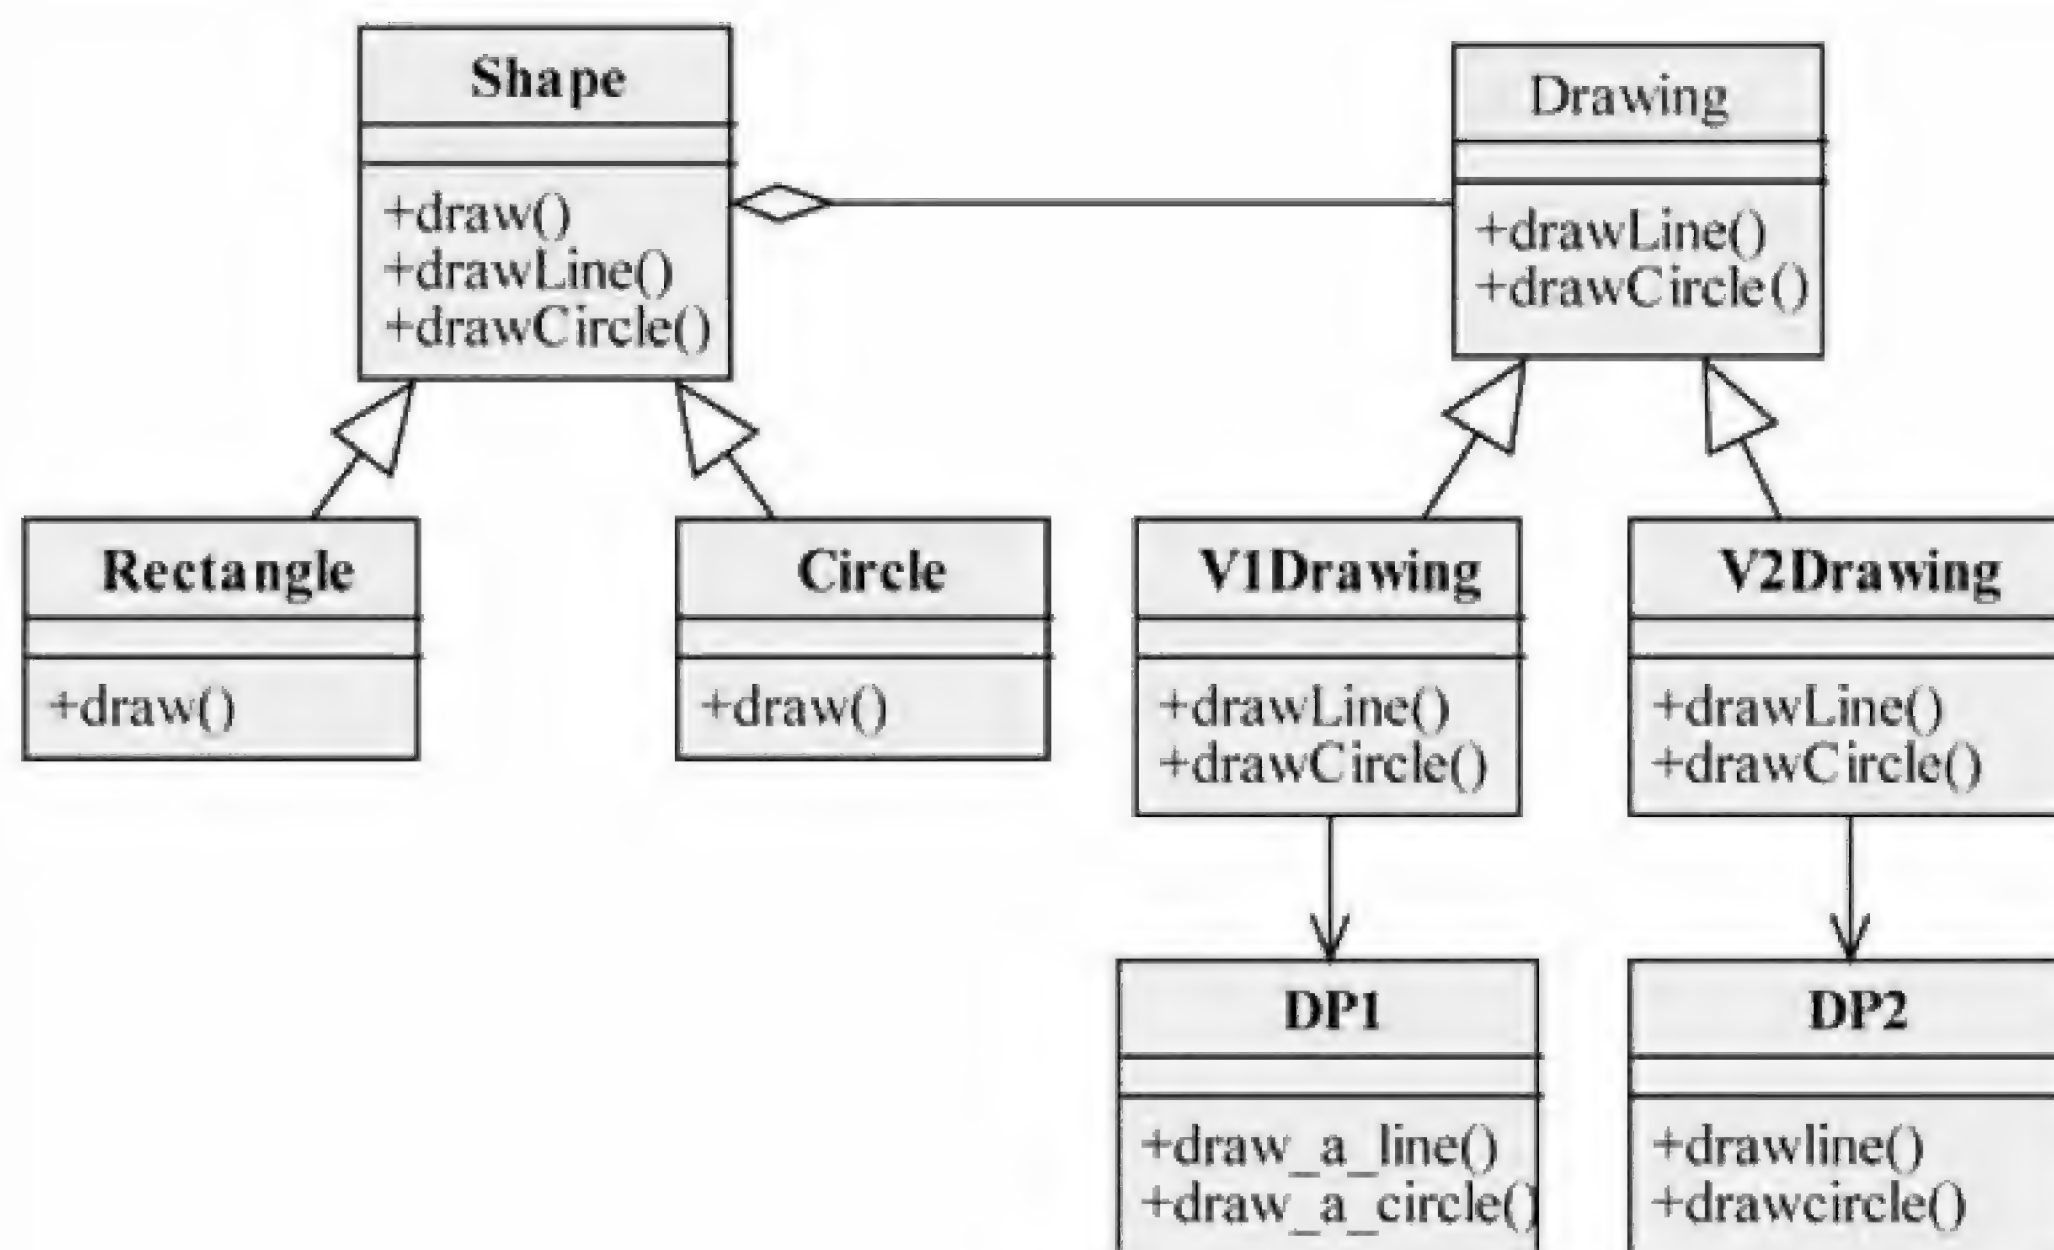 Shape
+draw()
+drawLine()
+drawCircle()
Drawing
+drawLine()
+drawCircle()
Rectangle
+draw()
Circle
+draw()
V1Drawing
+drawLine()
+drawCircle()
V2Drawing
+drawLine()
+drawCircle()
DP1
+draw_a_line()
+draw_a_circle()
DP2
+drawline()
+drawcircle()